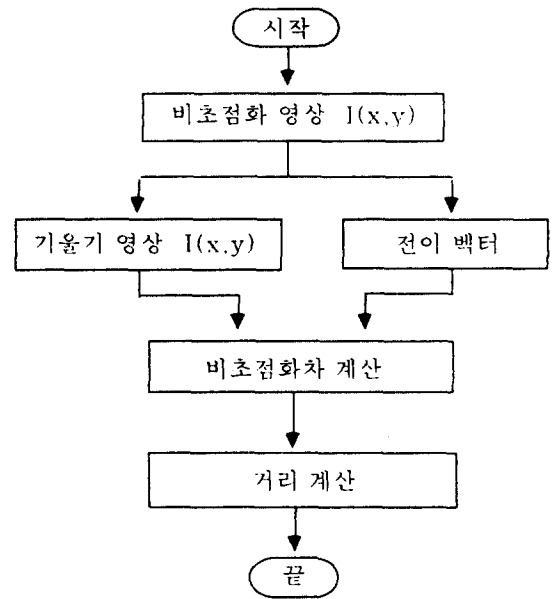 시작
비초점화 영상 I(x,y)
기울기 영상 I(x,y)
전이 벡터
비초점화차 계산
거리 계산
끝